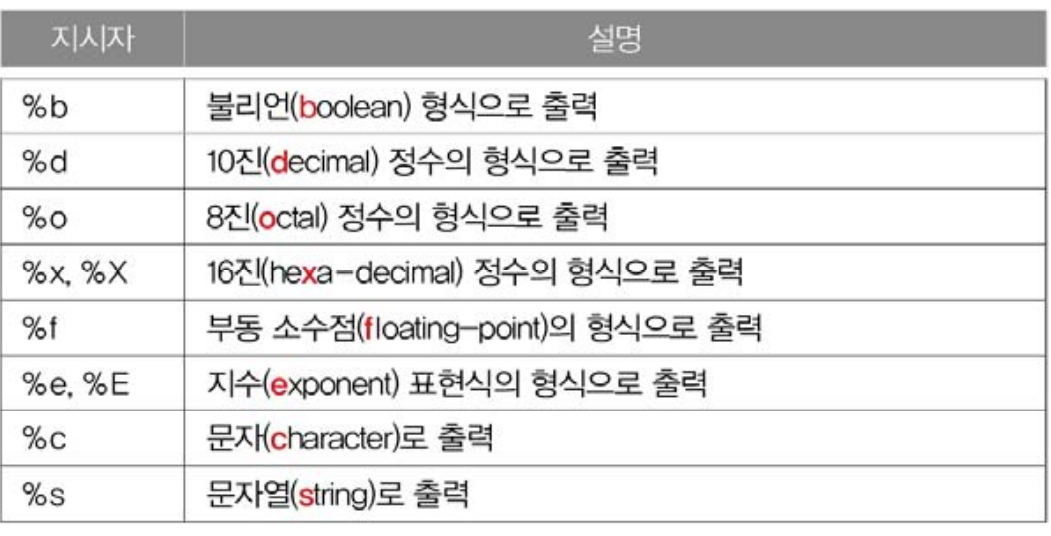 지시자 설명
%b 불리언(boolean) 형식으로 출력
%d 10진(decimal) 정수의 형식으로 출력
%o 8진(octal) 정수의 형식으로 출력
%x, %X 16진(hexa-decimal) 정수의 형식으로 출력
%f 부동 소수점(floating-point)의 형식으로 출력
%e, %E 지수(exponent) 표현식의 형식으로 출력
%c 문자(character)로 출력
%s 문자열(string)로 출력